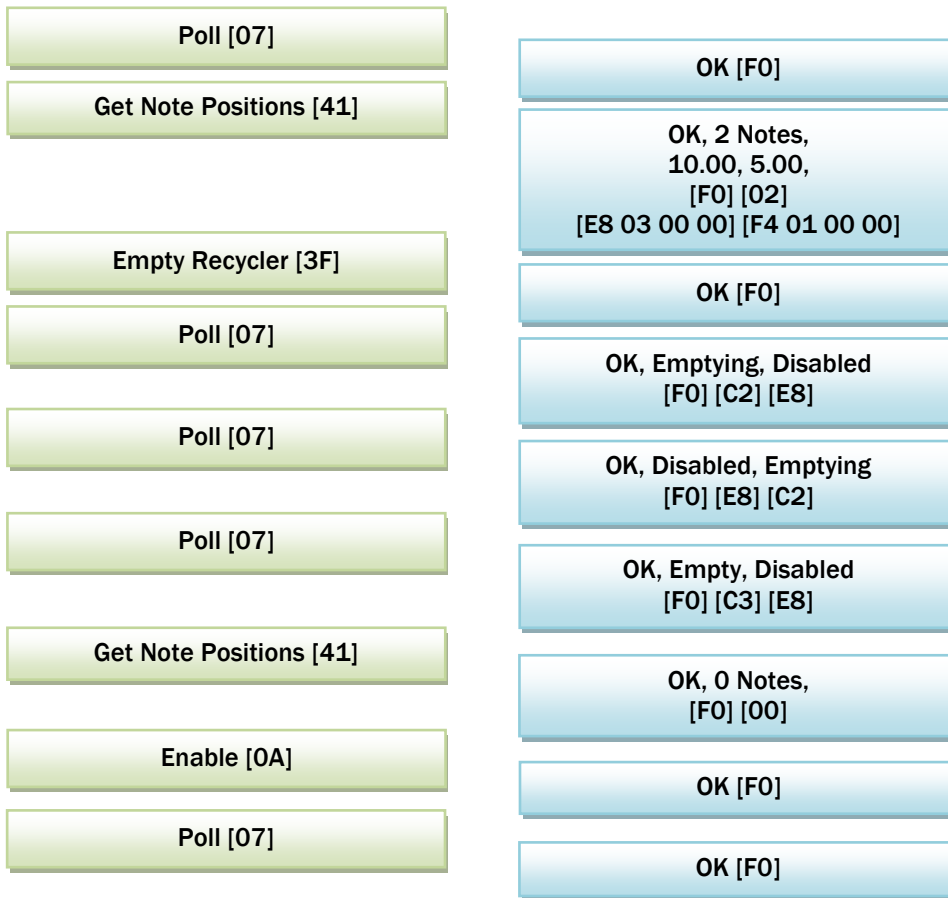 Poll [07]
OK [F0]
Get Note Positions [41]
OK, 2 Notes,
10.00, 5.00,
[F0] [02]
[E8 03 00 00] [F4 01 00 00]
Empty Recycler [3F]
OK [F0]
Poll [07]
OK, Emptying, Disabled
[F0] [C2] [E8]
Poll [07]
OK, Disabled, Emptying
[F0] [E8] [C2]
Poll [07]
OK, Empty, Disabled
[F0] [C3] [E8]
Get Note Positions [41]
OK, 0 Notes,
[F0] [00]
Enable [0A]
OK [F0]
Poll [07]
OK [F0]